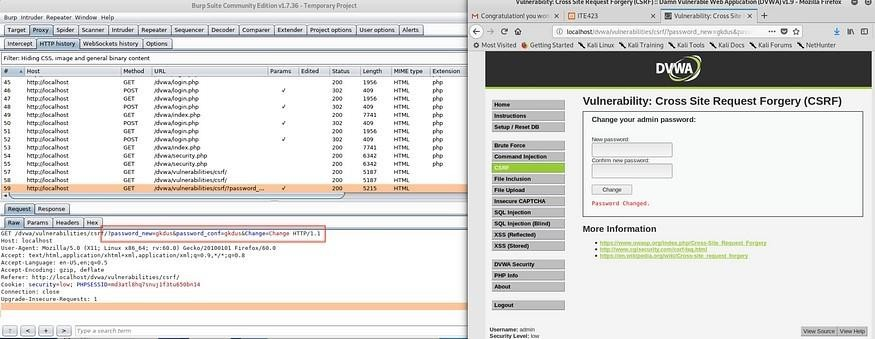 Burp Suite Community Edition v1.7.36 - Temporary Project
Burp Intruder Repeater Window Help
Target Proxy Spider Scanner Intruder Repeater Sequencer Decoder Comparer Extender Project options User options Alerts
Intercept HTTP history WebSockets history Options
Filter: Hiding CSS, image and general binary content
# Host Method URL Params Edited Status Length MIME type Extension
45 http://localhost GET /dvwa/login.php 200 1956 HTML php
46 http://localhost POST /dvwa/login.php ✓ 302 409 HTML php
47 http://localhost GET /dvwa/login.php 200 1956 HTML php
48 http://localhost POST /dvwa/login.php ✓ 302 409 HTML php
49 http://localhost GET /dvwa/index.php 200 7741 HTML php
50 http://localhost POST /dvwa/login.php ✓ 302 409 HTML php
51 http://localhost GET /dvwa/login.php 200 1956 HTML php
52 http://localhost POST /dvwa/login.php ✓ 302 409 HTML php
53 http://localhost GET /dvwa/index.php 200 7741 HTML php
54 http://localhost GET /dvwa/security.php 200 6342 HTML php
55 http://localhost GET /dvwa/security.php 200 6342 HTML php
57 http://localhost GET /dvwa/vulnerabilities/csrf/ 200 5187 HTML
58 http://localhost GET /dvwa/vulnerabilities/csrf/ 200 5187 HTML
59 http://localhost GET /dvwa/vulnerabilities/csrf/?password_... ✓ 200 5215 HTML
Request Response
Raw Params Headers Hex
GET /dvwa/vulnerabilities/csrf/?password_new=gkdus&password_conf=gkdus&Change=Change HTTP/1.1
Host: localhost
User-Agent: Mozilla/5.0 (X11; Linux x86_64; rv:60.0) Gecko/20100101 Firefox/60.0
Accept: text/html,application/xhtml+xml,application/xml;q=0.9,*/*;q=0.8
Accept-Language: en-US,en;q=0.5
Accept-Encoding: gzip, deflate
Referer: http://localhost/dvwa/vulnerabilities/csrf/
Cookie: security=low; PHPSESSID=
Connection: close
Upgrade-Insecure-Requests: 1
? < + > Type a search term
Vulnerability: Cross Site Request Forgery (CSRF) :: Damn Vulnerable Web Application (DVWA) v1.9 - Mozilla Firefox
Congratulation! you won ITE423 Vulnerability: Cross Site
localhost/dvwa/vulnerabilities/csrf/?password_new=gkdus&
Most Visited Getting Started Kali Linux Kali Training Kali Tools Kali Docs Kali Forums NetHunter
DVWA
Home
Instructions
Setup / Reset DB
Brute Force
Command Injection
CSRF
File Inclusion
File Upload
Insecure CAPTCHA
SQL Injection
SQL Injection (Blind)
XSS (Reflected)
XSS (Stored)
DVWA Security
PHP Info
About
Logout
Username: admin
Security Level: low
Vulnerability: Cross Site Request Forgery (CSRF)
Change your admin password:
New password:
Confirm new password:
Change
Password Changed.
More Information
https://www.owasp.org/index.php/Cross-Site_Request_Forgery
http://www.cgisecurity.com/csrf-faq.html
https://en.wikipedia.org/wiki/Cross-site_request_forgery
View Source View Help